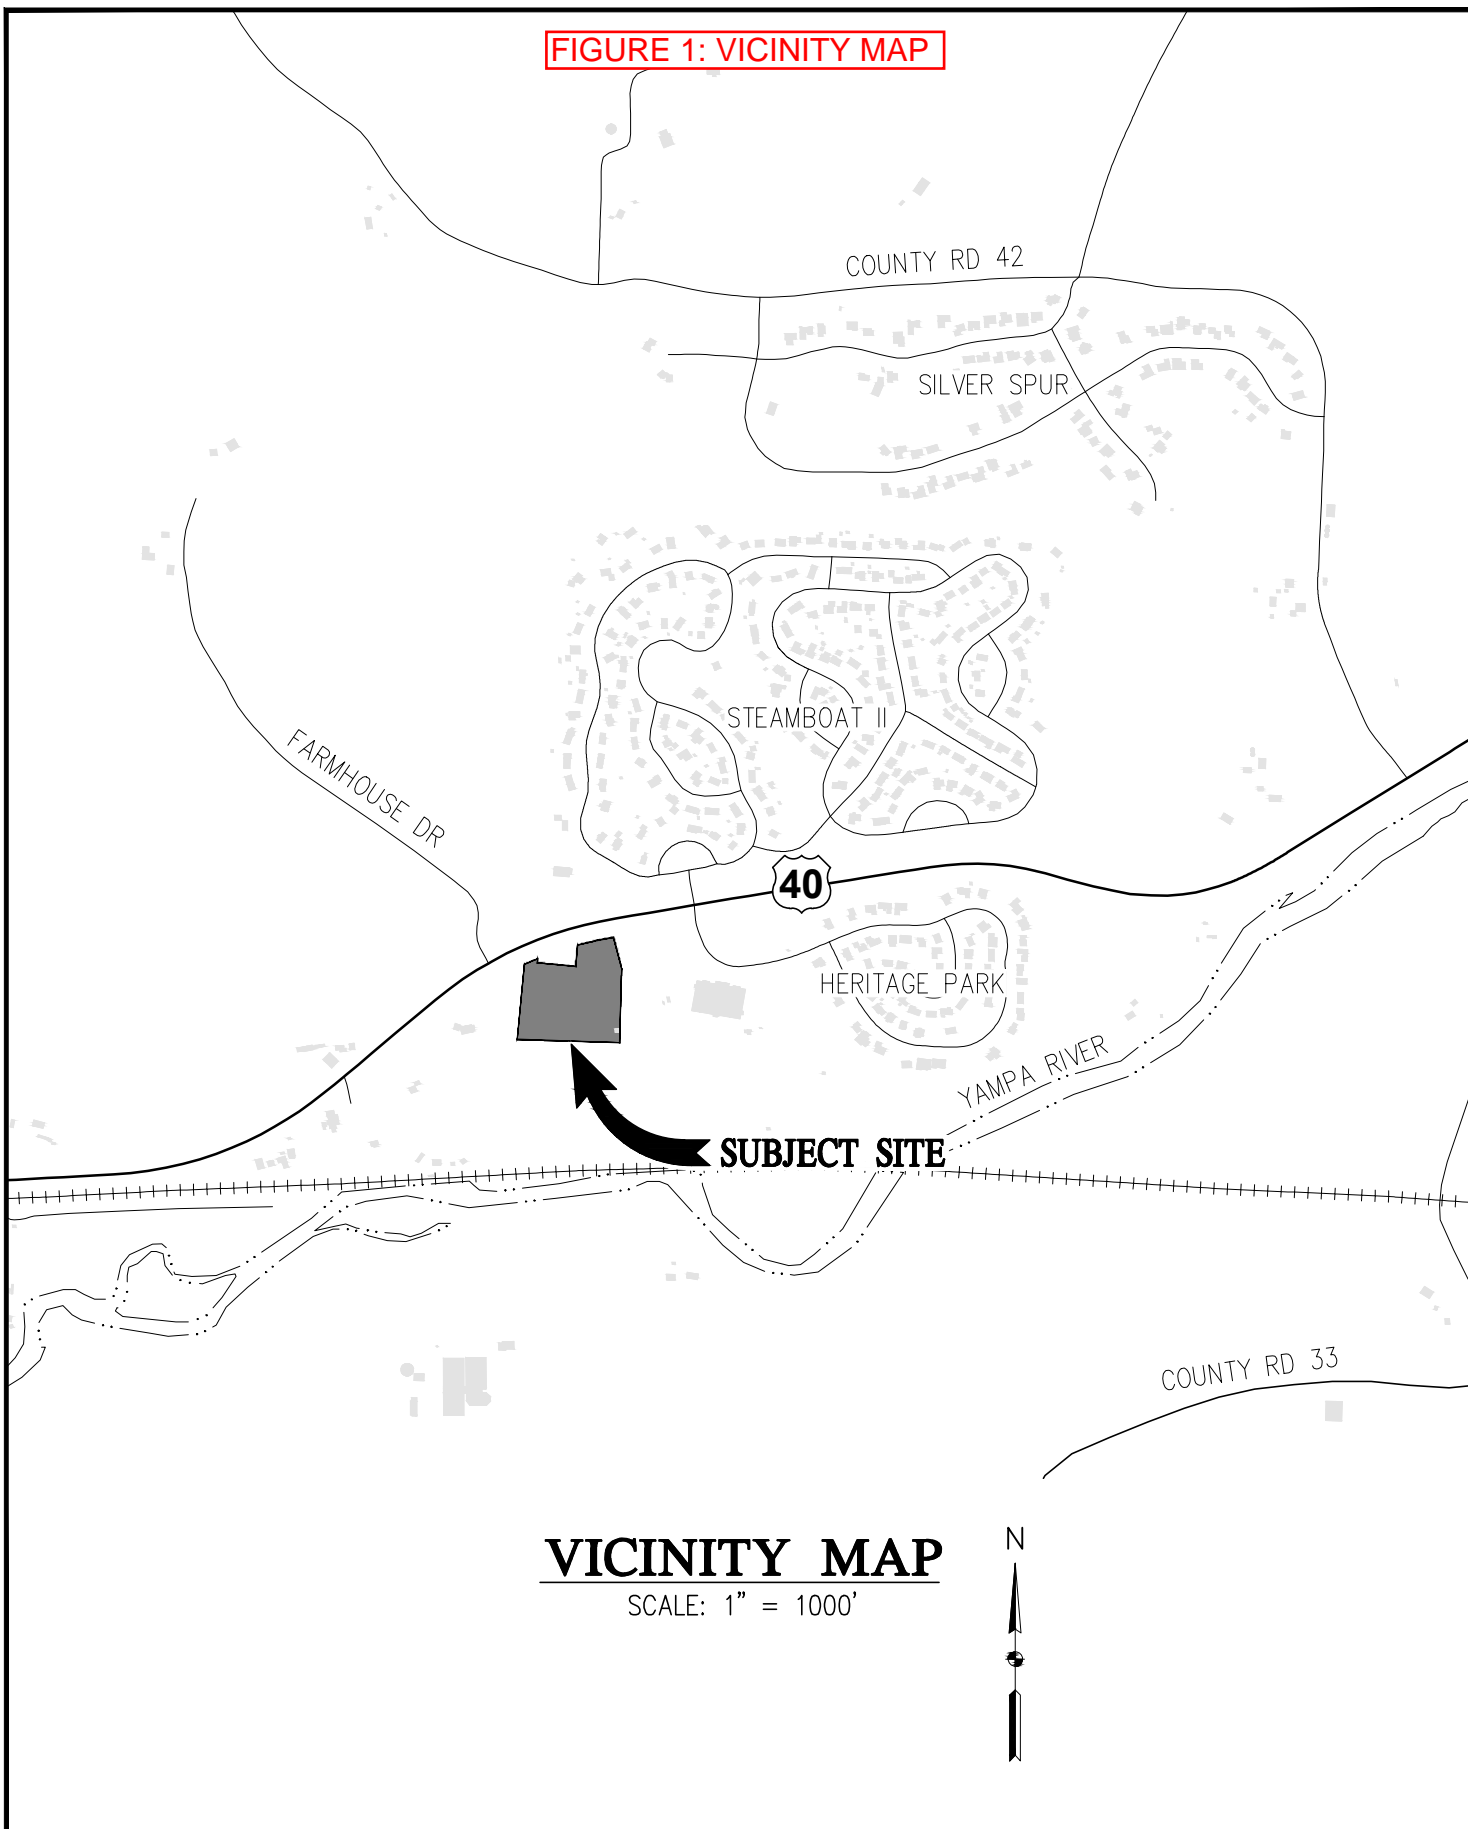 FIGURE 1: VICINITY MAP
COUNTY RD 42
SILVER SPUR
STEAMBOAT II
FARMHOUSE DR
40
HERITAGE PARK
YAMPA RIVER
SUBJECT SITE
COUNTY RD 33
VICINITY MAP
SCALE: 1" = 1000'
N